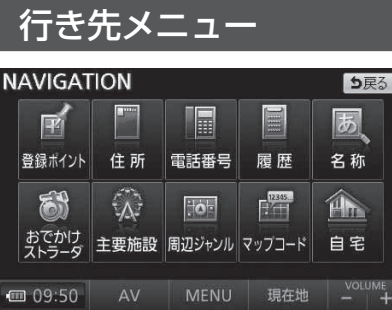 行き先メニュー
NAVIGATION
戻る
登録ポイント 住所 電話番号 履歴 名称
あ
12345...
おでかけ
ストラーダ 主要施設 周辺ジャンル マップコード 自宅
09:50 AV MENU 現在地 VOLUME
− +